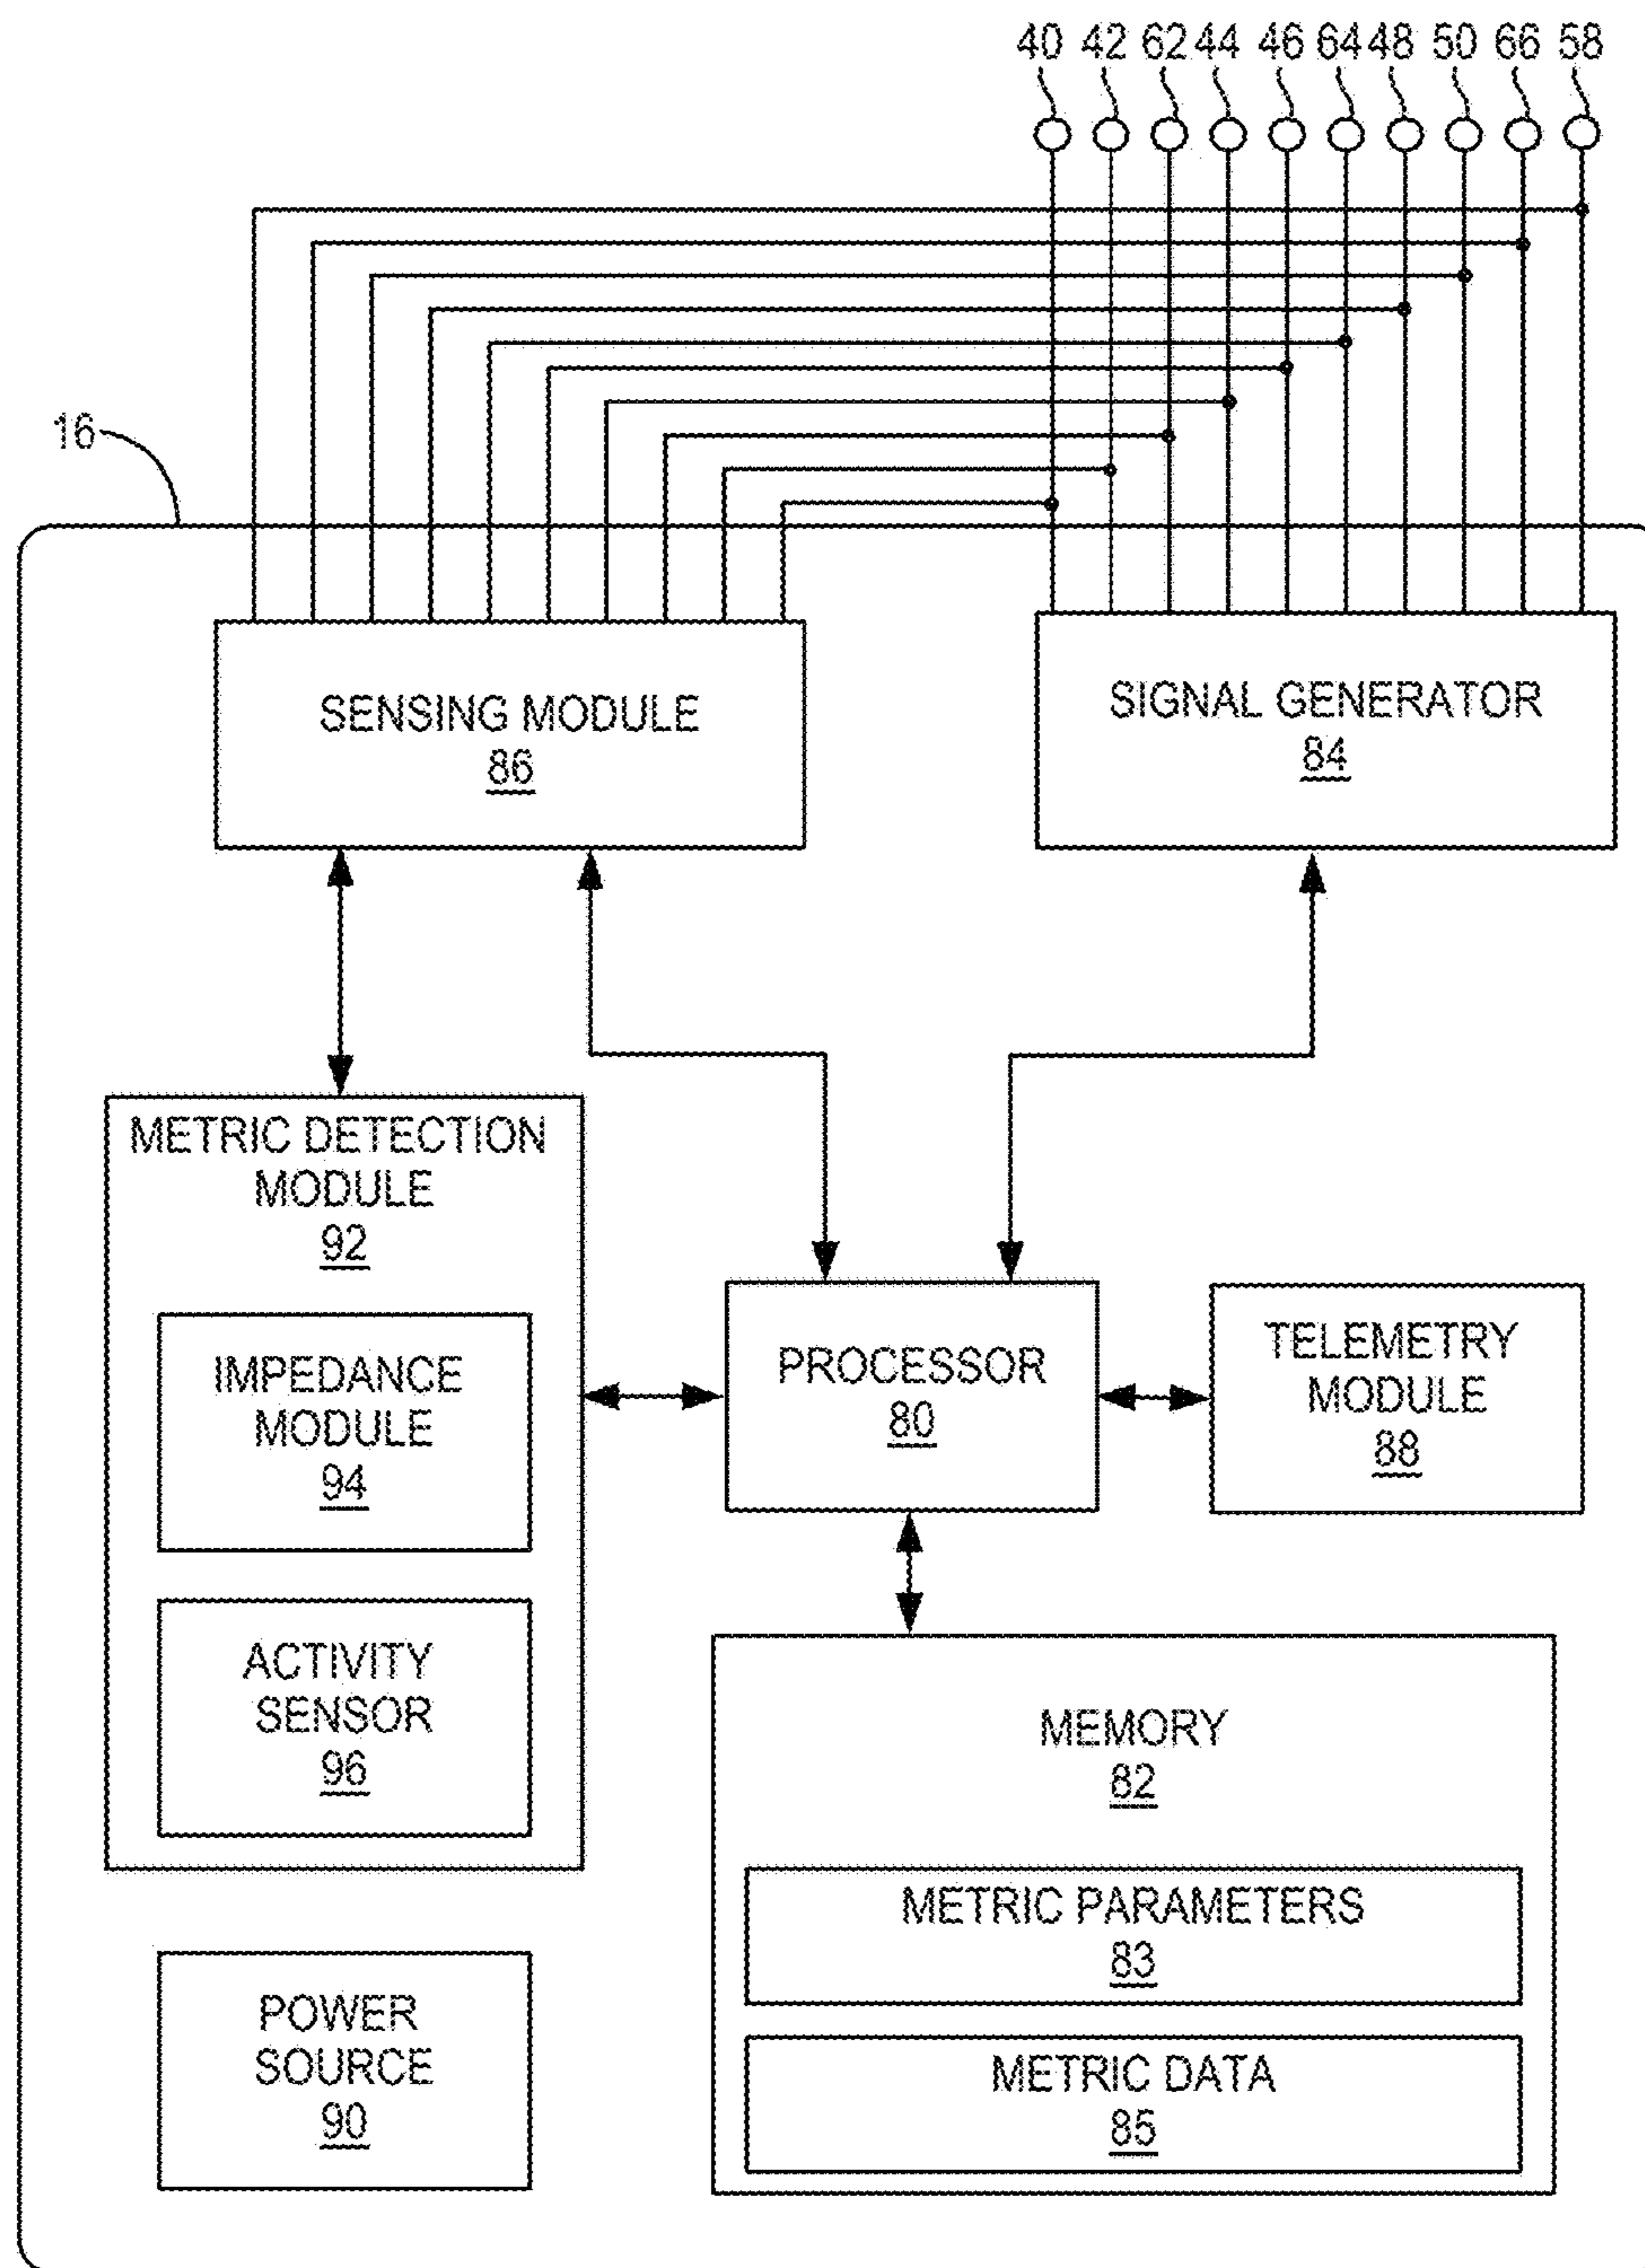 40 42 62 44 46 64 48 50 66 58
16
SENSING MODULE
86
SIGNAL GENERATOR
84
METRIC DETECTION
MODULE
92
IMPEDANCE
MODULE
94
ACTIVITY
SENSOR
96
PROCESSOR
80
TELEMETRY
MODULE
88
MEMORY
82
METRIC PARAMETERS
83
METRIC DATA
85
POWER
SOURCE
90